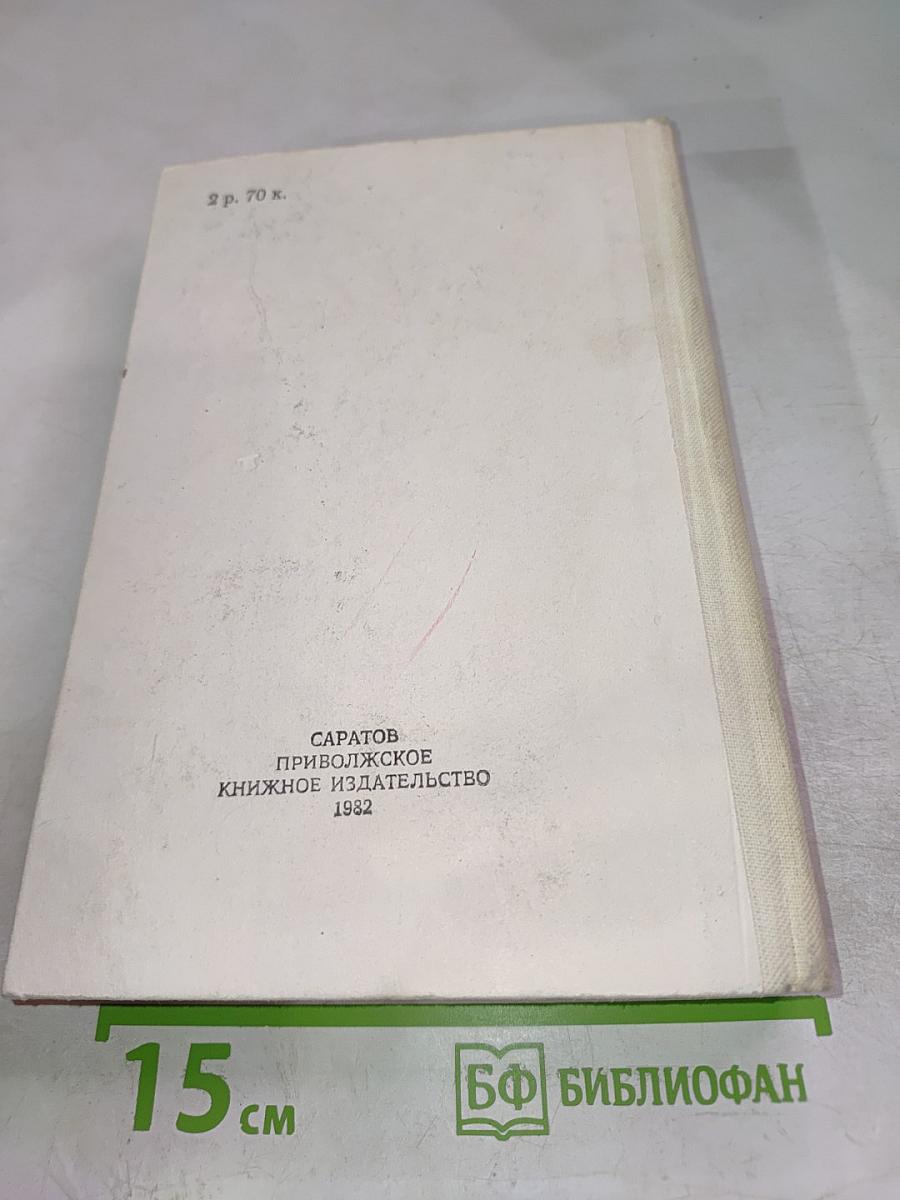 2 р. 70 к.
САРАТОВ
ПРИВОЛЖСКОЕ
КНИЖНОЕ ИЗДАТЕЛЬСТВО
1982
15 см
БФ БИБЛИОФАН